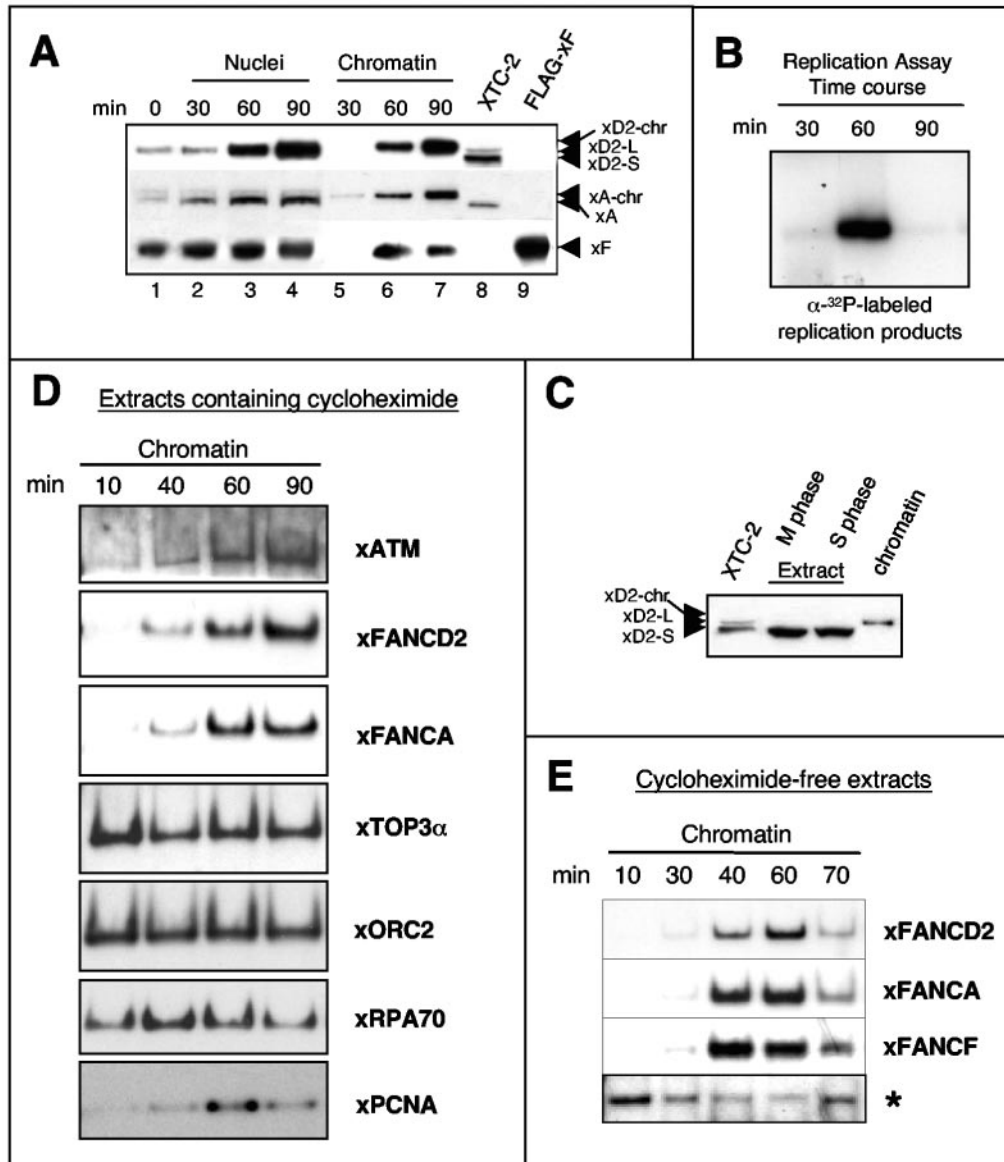 A
Nuclei Chromatin
XTC-2
FLAG-xF
min 0 30 60 90 30 60 90
xD2-chr
xD2-L
xD2-S
xA-chr
xA
xF
1 2 3 4 5 6 7 8 9
B
Replication Assay
Time course
min 30 60 90
α-³²P-labeled
replication products
D
Extracts containing cycloheximide
Chromatin
min 10 40 60 90
xATM
xFANCD2
xFANCA
xTOP3α
xORC2
xRPA70
xPCNA
C
XTC-2
M phase
S phase
chromatin
Extract
xD2-chr
xD2-L
xD2-S
E
Cycloheximide-free extracts
Chromatin
min 10 30 40 60 70
xFANCD2
xFANCA
xFANCF
*